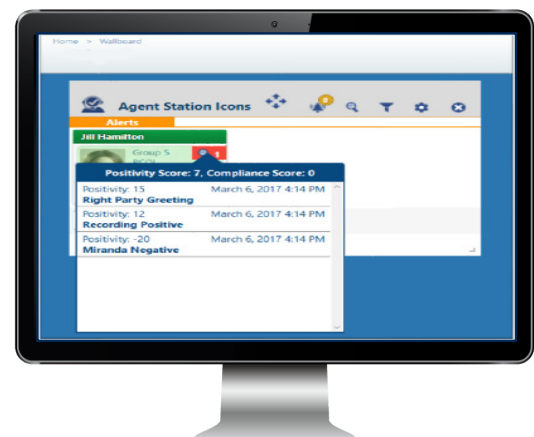 Home » Wallboard
Agent Station Icons
Alerts
Jill Hamilton
Group 5
1
Positivity Score: 7, Compliance Score: 0
Positivity: 15 March 6, 2017 4:14 PM
Right Party Greeting
Positivity: 12 March 6, 2017 4:14 PM
Recording Positive
Positivity: -20 March 6, 2017 4:14 PM
Miranda Negative